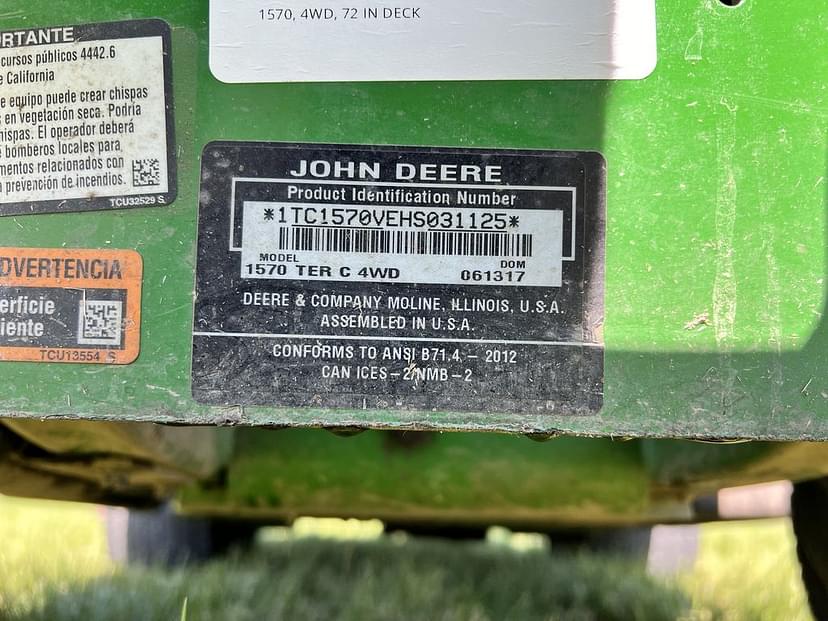 1570, 4WD, 72 IN DECK
RTANTE
cursos públicos 4442.6
e California
e equipo puede crear chispas
s en vegetación seca. Podría
hispas. El operador deberá
bomberos locales para
mentos relacionados con
a prevención de incendios.
TCU32529 S
DVERTENCIA
erficie
iente
TCU13554 S
JOHN DEERE
Product Identification Number
*1TC1570VEHS031125*
MODEL DOM
1570 TER C 4WD 061317
DEERE & COMPANY MOLINE, ILLINOIS, U.S.A.
ASSEMBLED IN U.S.A.
CONFORMS TO ANSI B71.4 – 2012
CAN ICES-2/NMB-2